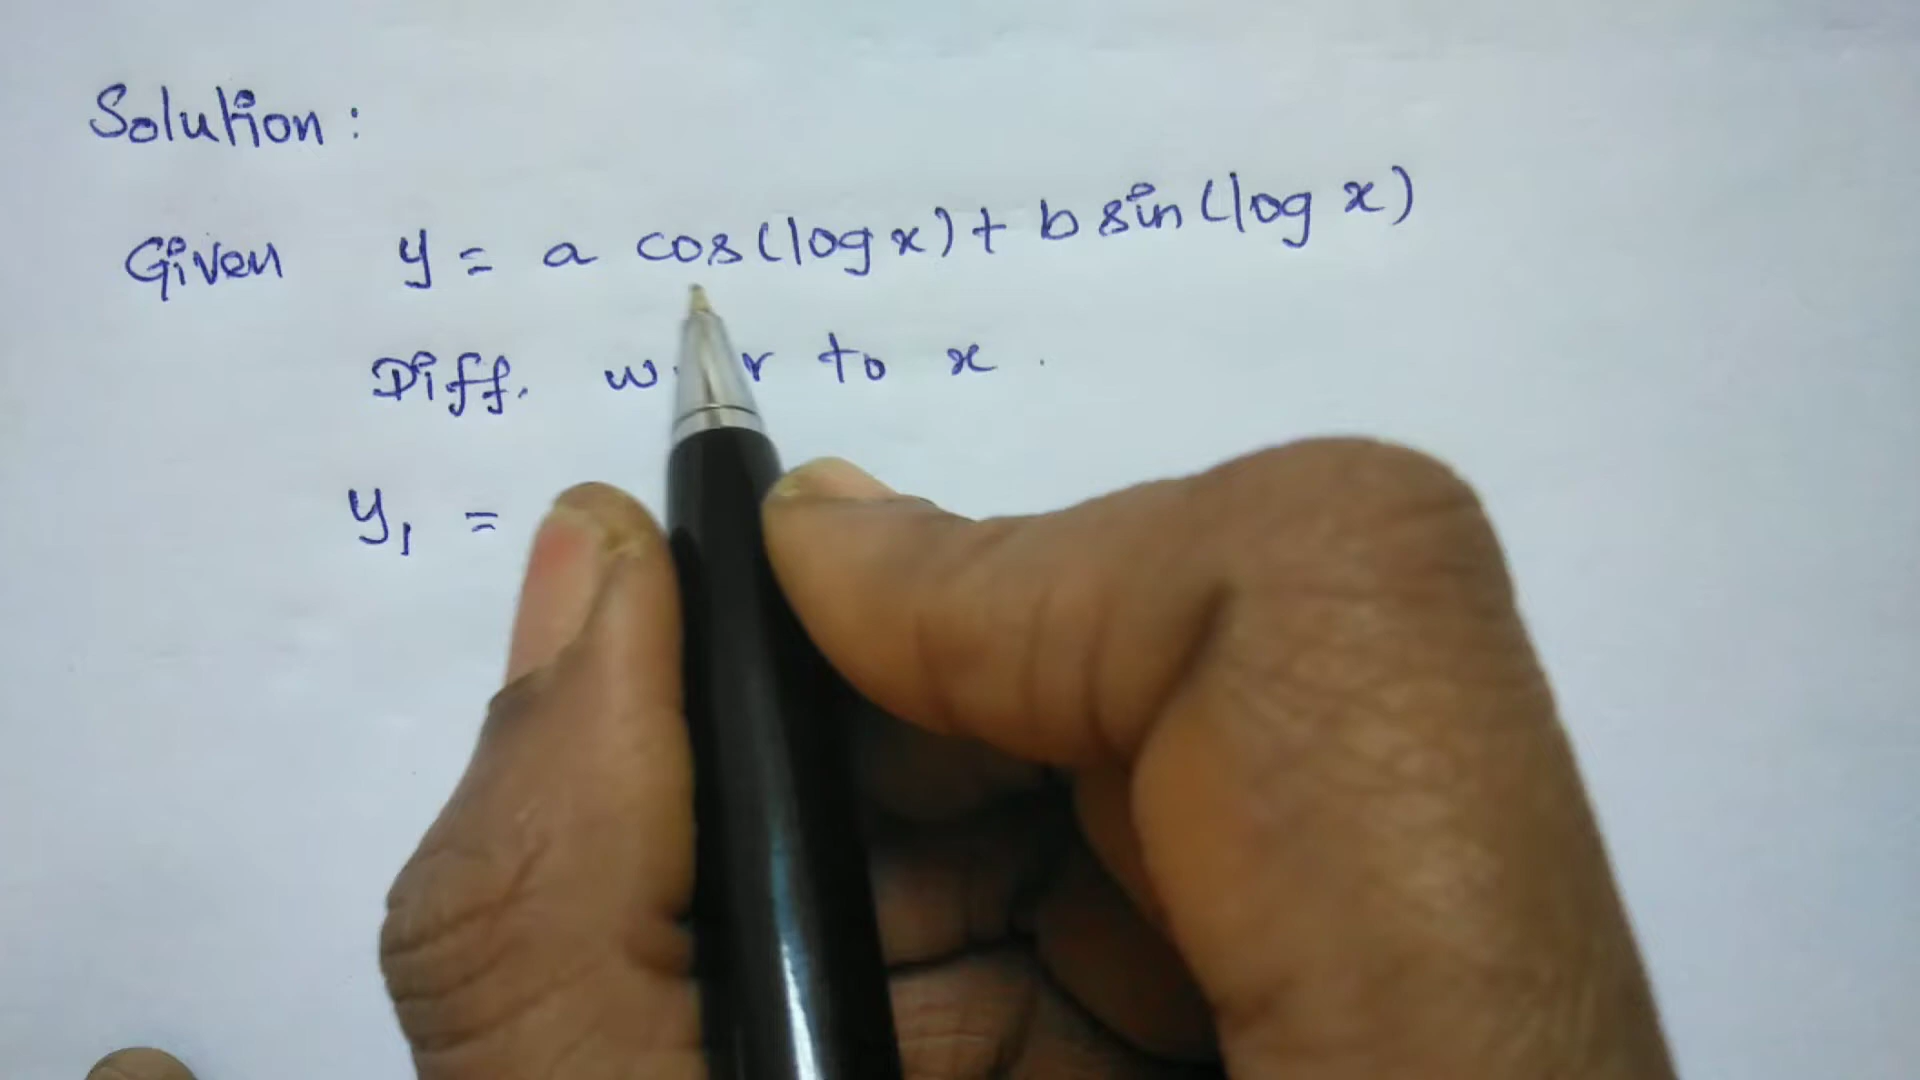 Solution :
Given y = a cos(log x) + b sin(log x)
Diff. w r to x .
y₁ =